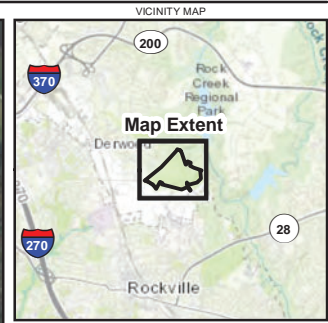 VICINITY MAP
200
Rock
Creek
Regional
Park
370
Map Extent
Derwood
28
270
Rockville